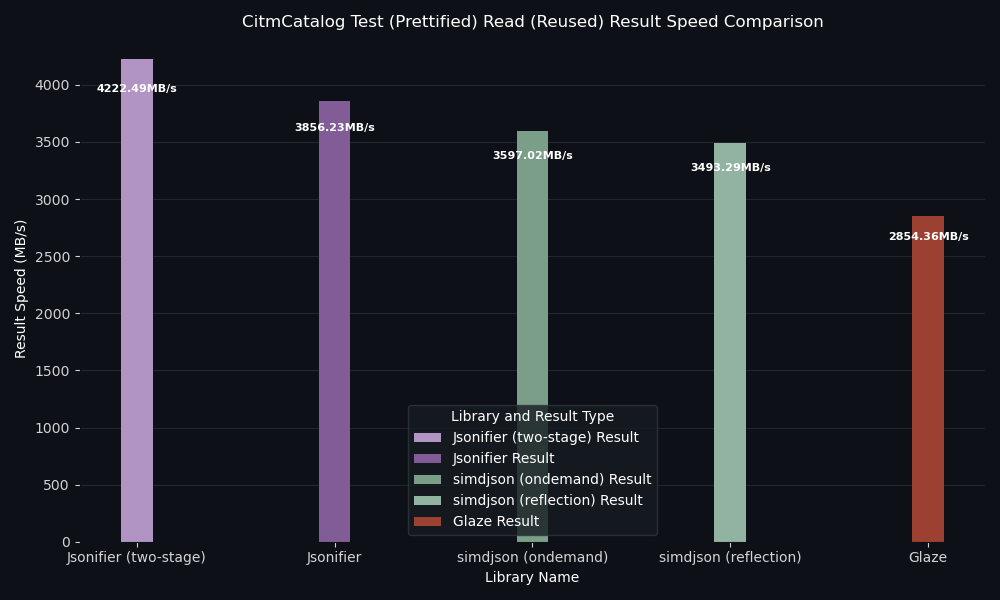 CitmCatalog Test (Prettified) Read (Reused) Result Speed Comparison
4222.49MB/s
3856.23MB/s
3597.02MB/s
3493.29MB/s
2854.36MB/s
Result Speed (MB/s)
4000
3500
3000
2500
2000
1500
1000
500
0
Library and Result Type
Jsonifier (two-stage) Result
Jsonifier Result
simdjson (ondemand) Result
simdjson (reflection) Result
Glaze Result
Jsonifier (two-stage)
Jsonifier
simdjson (ondemand)
simdjson (reflection)
Glaze
Library Name